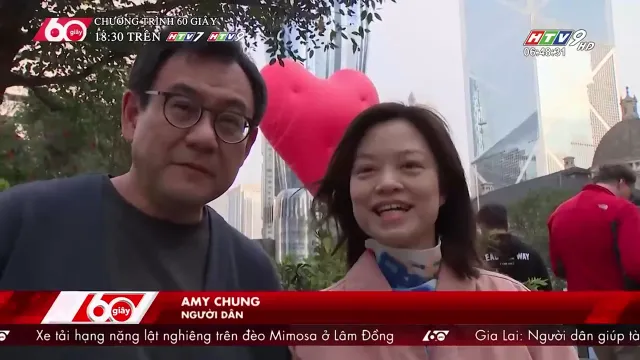 60 giây
CHƯƠNG TRÌNH 60 GIÂY
18:30 TRÊN HTV7 HTV9
HTV9 HD
06:48:31
60 giây
AMY CHUNG
NGƯỜI DÂN
Xe tải hạng nặng lật nghiêng trên đèo Mimosa ở Lâm Đồng 60 giây Gia Lai: Người dân giúp tà